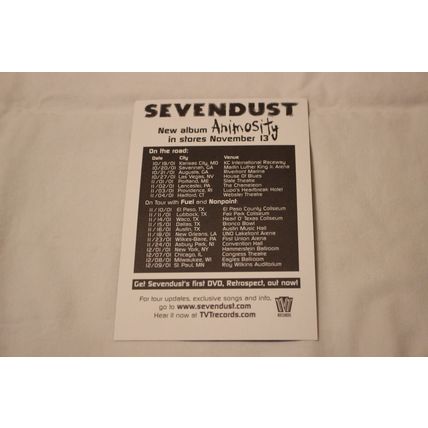 SEVENDUST
New album Animosity
in stores November 13
On the road:
Date City Venue
10/19/01 Kansas City, MO KC International Raceway
10/20/01 Savannah, GA Martin Luther King Jr. Arena
10/21/01 Augusta, GA Riverfront Marina
10/27/01 Las Vegas, NV House Of Blues
11/01/01 Portland, ME State Theatre
11/02/01 Lancaster, PA The Chameleon
11/03/01 Providence, RI Lupo's Heartbreak Hotel
11/04/01 Hartford, CT Webster Theatre
On Tour with Fuel and Nonpoint:
11/10/01 El Paso, TX El Paso County Coliseum
11/11/01 Lubbock, TX Fair Park Coliseum
11/14/01 Waco, TX Heart O' Texas Coliseum
11/15/01 Dallas, TX Bronco Bowl
11/16/01 Austin, TX Austin Music Hall
11/18/01 New Orleans, LA UNO Lakefront Arena
11/23/01 Wilkes-Barre, PA First Union Arena
11/24/01 Asbury Park, NJ Convention Hall
12/01/01 New York, NY Hammerstein Ballroom
12/07/01 Chicago, IL Congress Theatre
12/08/01 Milwaukee, WI Eagles Ballroom
12/09/01 St. Paul, MN Roy Wilkins Auditorium
Get Sevendust's first DVD, Retrospect, out now!
For tour updates, exclusive songs and info,
go to www.sevendust.com
Hear it now at TVTrecords.com
TVT
RECORDS